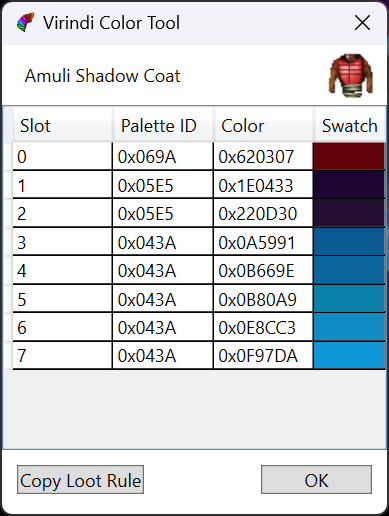 Virindi Color Tool
Amuli Shadow Coat
Slot Palette ID Color Swatch
0 0x069A 0x620307
1 0x05E5 0x1E0433
2 0x05E5 0x220D30
3 0x043A 0x0A5991
4 0x043A 0x0B669E
5 0x043A 0x0B80A9
6 0x043A 0x0E8CC3
7 0x043A 0x0F97DA
Copy Loot Rule OK